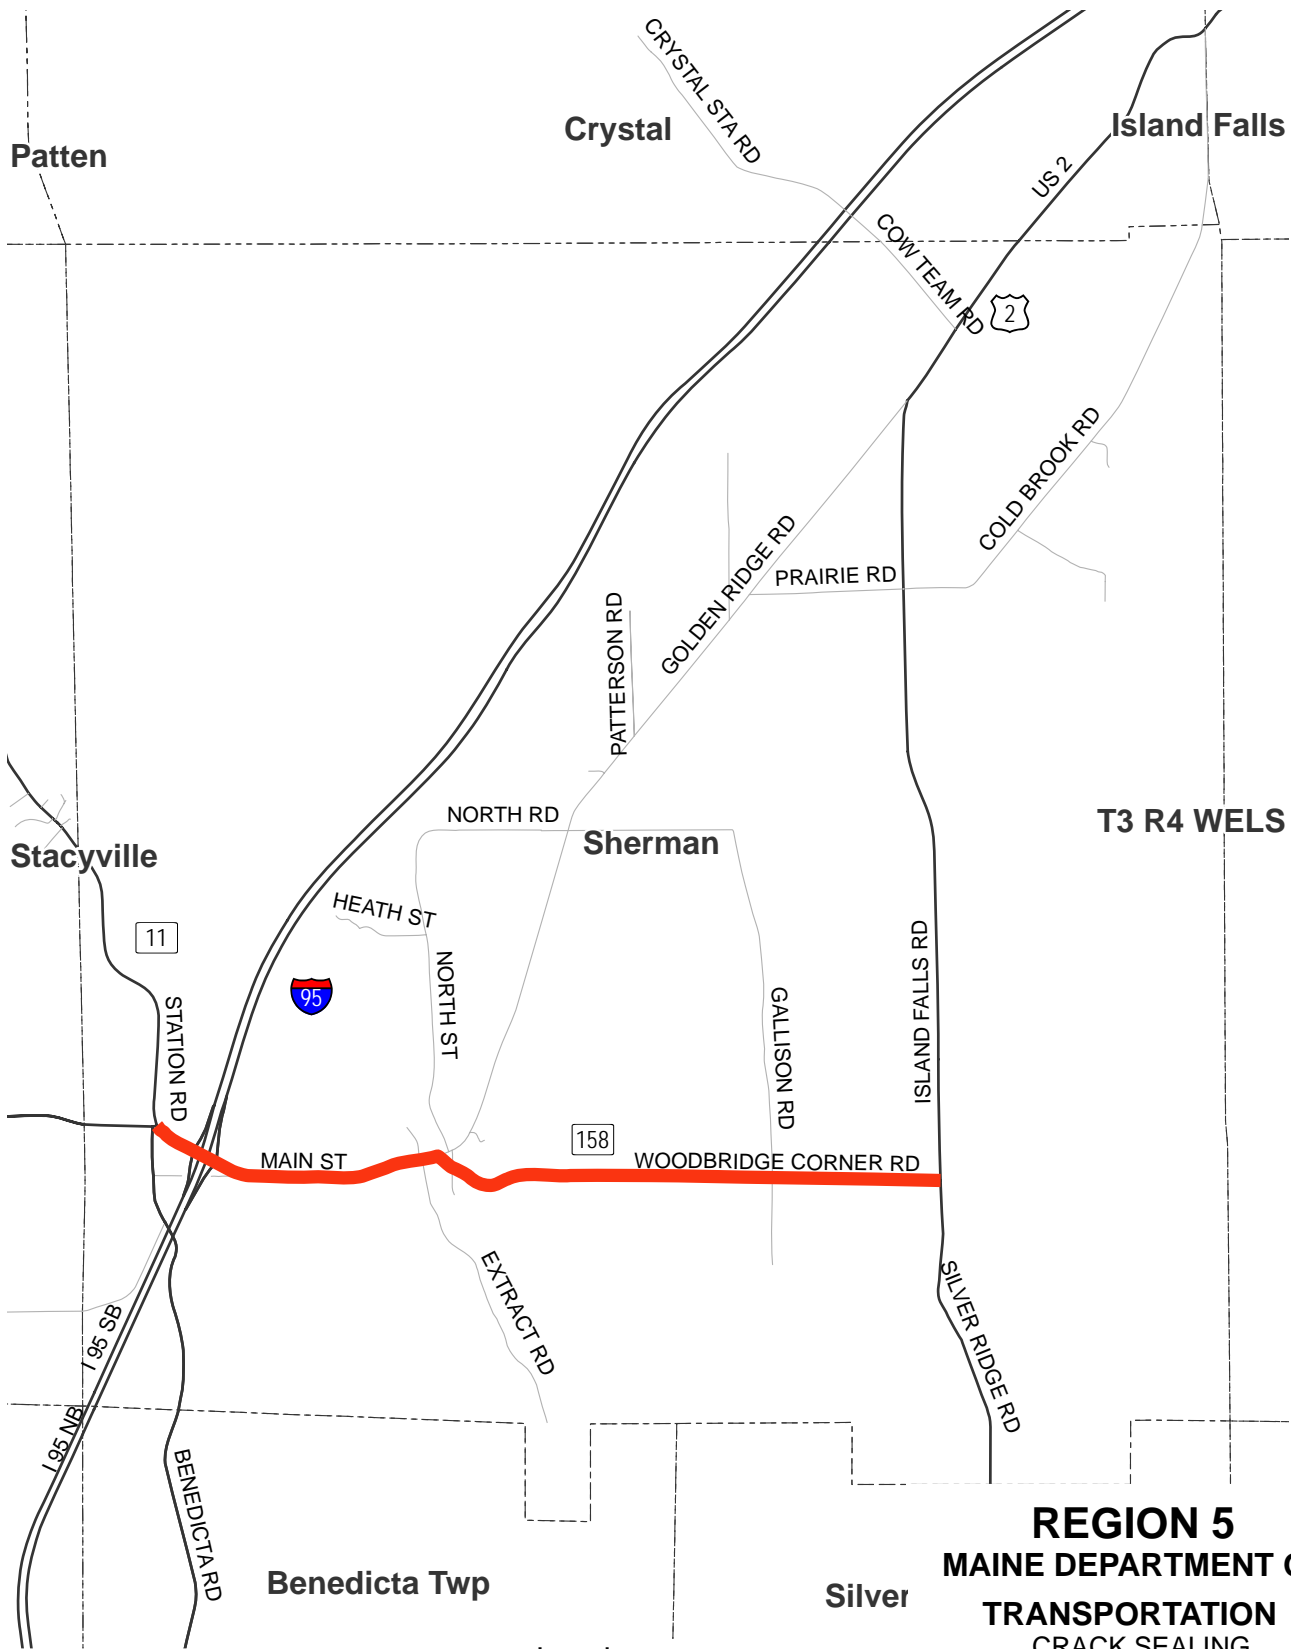 CRYSTAL STA RD
Crystal
Island Falls
Patten
US 2
COW TEAM RD
2
COLD BROOK RD
GOLDEN RIDGE RD
PRAIRIE RD
PATTERSON RD
NORTH RD
Sherman
T3 R4 WELS
Stacyville
HEATH ST
11
NORTH ST
95
STATION RD
GALLISON RD
ISLAND FALLS RD
158
MAIN ST
WOODBRIDGE CORNER RD
EXTRACT RD
SILVER RIDGE RD
I 95 SB
I 95 NB
BENEDICTA RD
REGION 5
MAINE DEPARTMENT
Benedicta Twp
Silver
TRANSPORTATION
CRACK SEALING